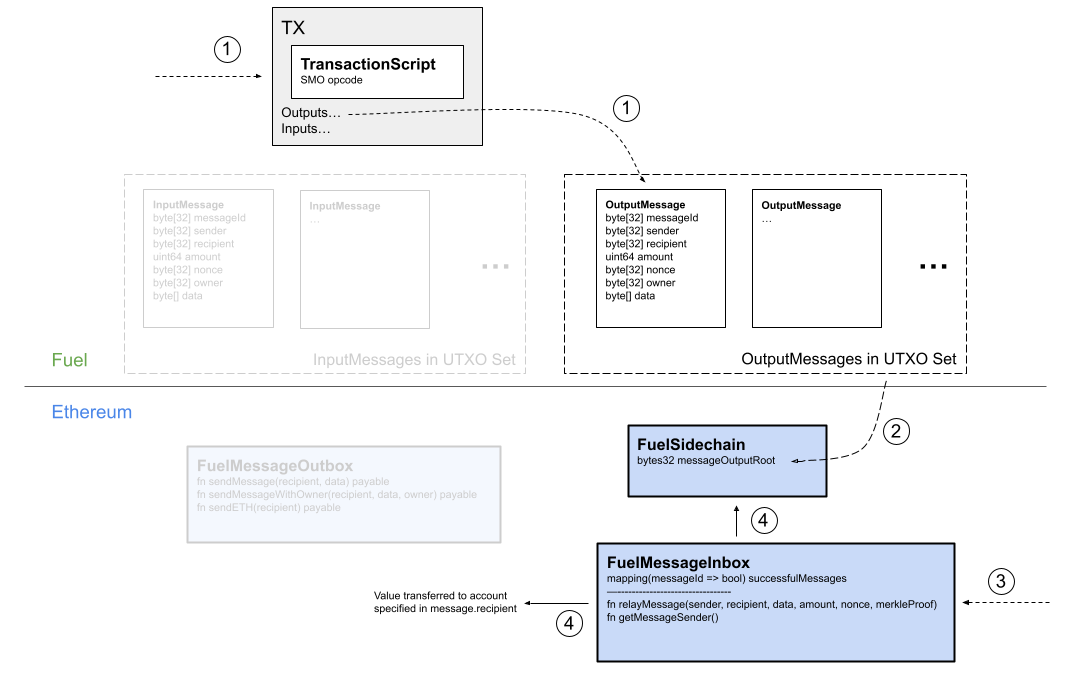 TX
1
TransactionScript
SMO opcode
Outputs…
Inputs…
1
InputMessage
byte[32] messageId
byte[32] sender
byte[32] recipient
uint64 amount
byte[32] nonce
byte[32] owner
byte[] data
InputMessage
…
...
InputMessages in UTXO Set
OutputMessage
byte[32] messageId
byte[32] sender
byte[32] recipient
uint64 amount
byte[32] nonce
byte[32] owner
byte[] data
OutputMessage
…
...
OutputMessages in UTXO Set
Fuel
Ethereum
2
FuelSidechain
bytes32 messageOutputRoot
FuelMessageOutbox
fn sendMessage(recipient, data) payable
fn sendMessageWithOwner(recipient, data, owner) payable
fn sendETH(recipient) payable
4
FuelMessageInbox
mapping(messageId => bool) successfulMessages
-----------------------------------
fn relayMessage(sender, recipient, data, amount, nonce, merkleProof)
fn getMessageSender()
3
Value transferred to account
specified in message.recipient
4